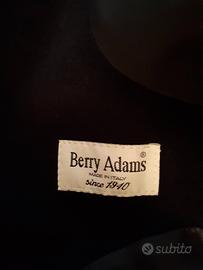 Berry Adams®
MADE IN ITALY
since 1940
subito